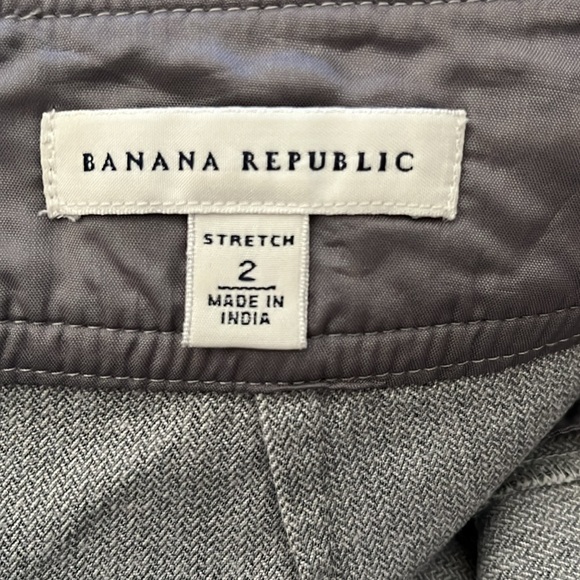 BANANA REPUBLIC
STRETCH
2
MADE IN
INDIA